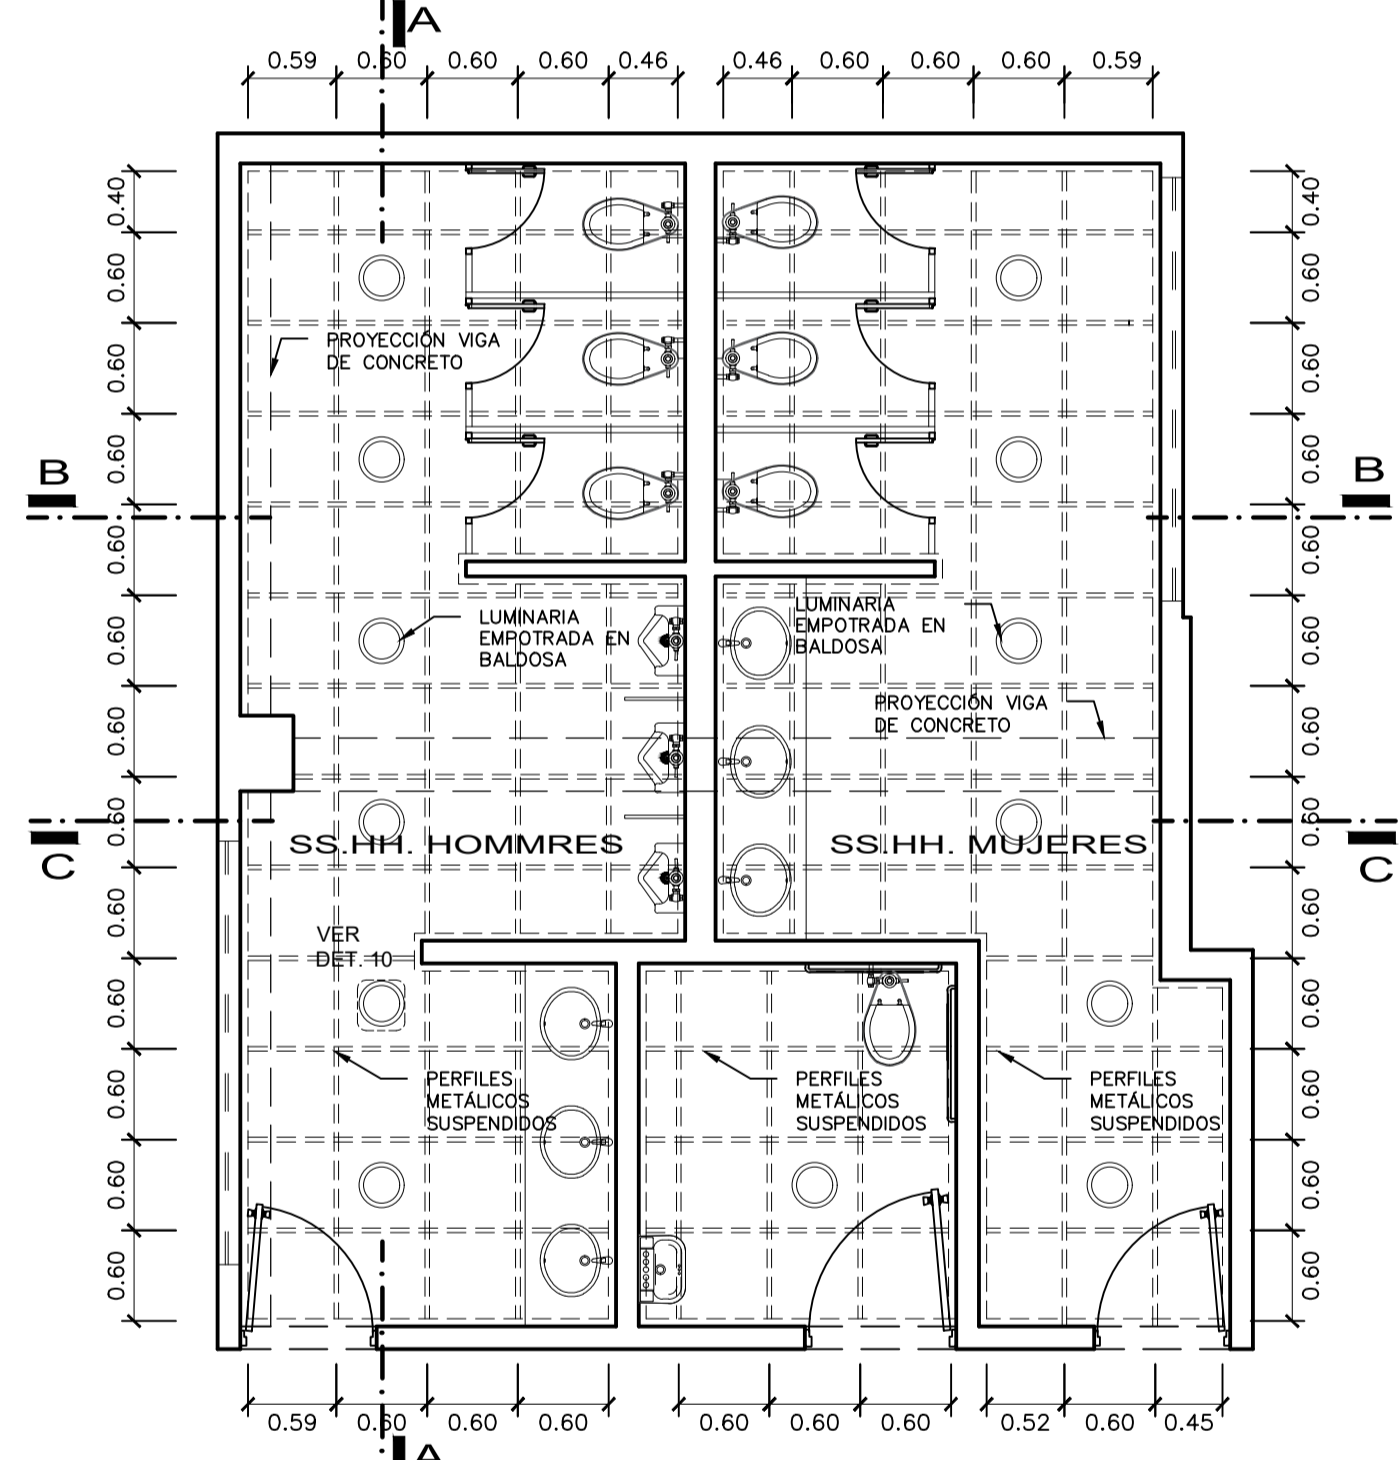 A
0.59 0.60 0.60 0.60 0.46 0.46 0.60 0.60 0.60 0.59
0.40
0.60
0.60
0.60
0.60
0.60
0.60
0.60
0.60
0.60
0.60
0.60
0.60
0.40
0.60
0.60
0.60
0.60
0.60
0.60
0.60
0.60
0.60
0.60
0.60
0.60
PROYECCIÓN VIGA
DE CONCRETO
B
B
LUMINARIA
EMPOTRADA EN
BALDOSA
LUMINARIA
EMPOTRADA EN
BALDOSA
PROYECCIÓN VIGA
DE CONCRETO
SS.HH. HOMMRES
SS.HH. MUJERES
C
C
VER
DET. 10
PERFILES
METÁLICOS
SUSPENDIDOS
PERFILES
METÁLICOS
SUSPENDIDOS
PERFILES
METÁLICOS
SUSPENDIDOS
0.59 0.60 0.60 0.60 0.60 0.60 0.60 0.52 0.60 0.45
A